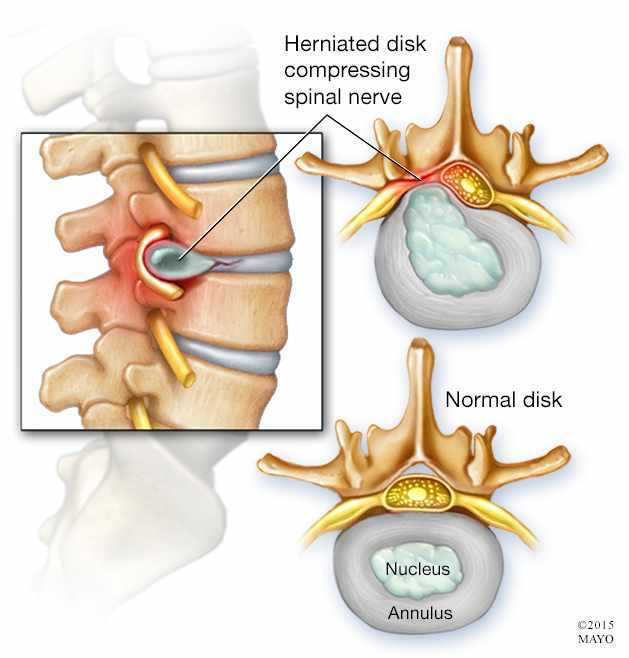 Herniated disk
compressing
spinal nerve
Normal disk
Nucleus
Annulus
©2015
MAYO